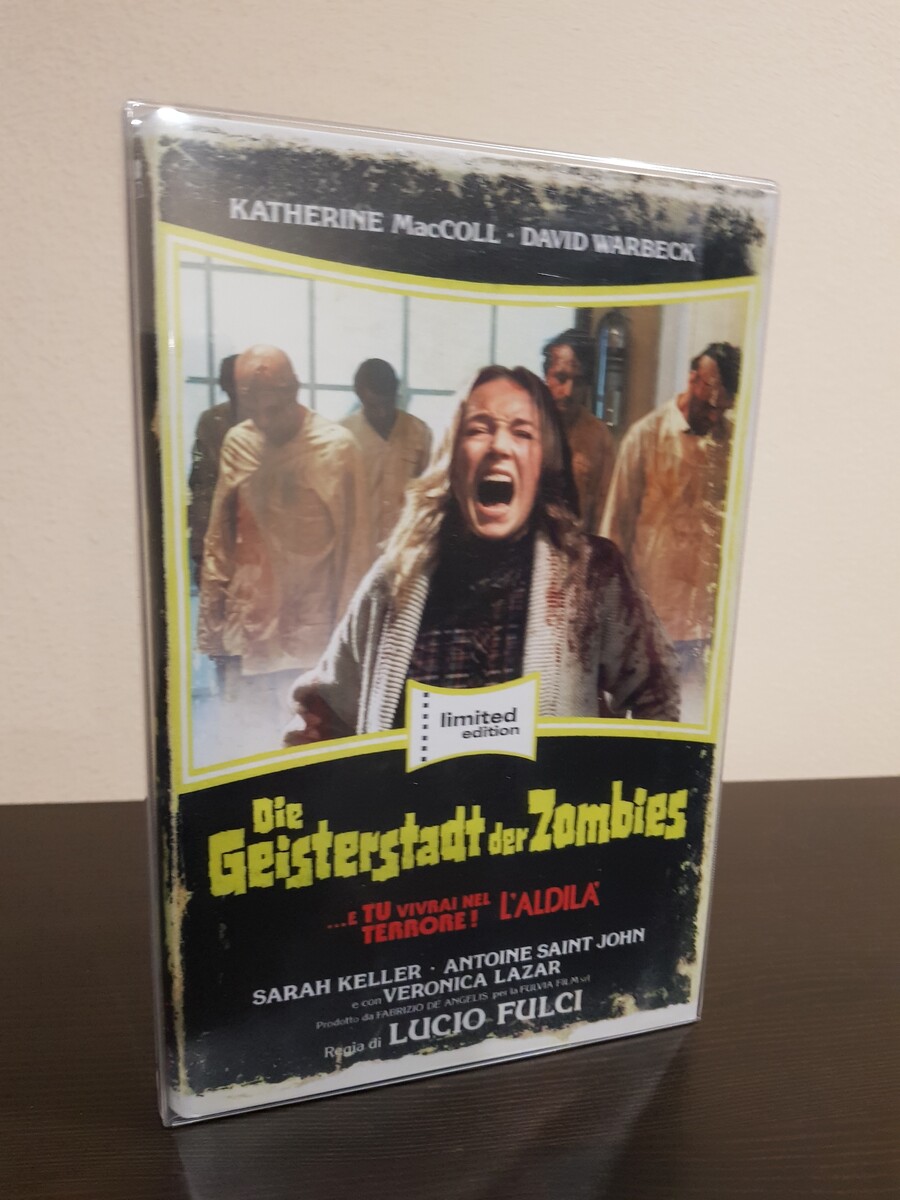 KATHERINE MacCOLL · DAVID WARBECK
limited
edition
Die
Geisterstadt der Zombies
...E TU VIVRAI NEL
TERRORE! L'ALDILA'
SARAH KELLER · ANTOINE SAINT JOHN
e con VERONICA LAZAR
Prodotto da FABRIZIO DE ANGELIS per la FULVIA FILM srl
Regia di LUCIO FULCI